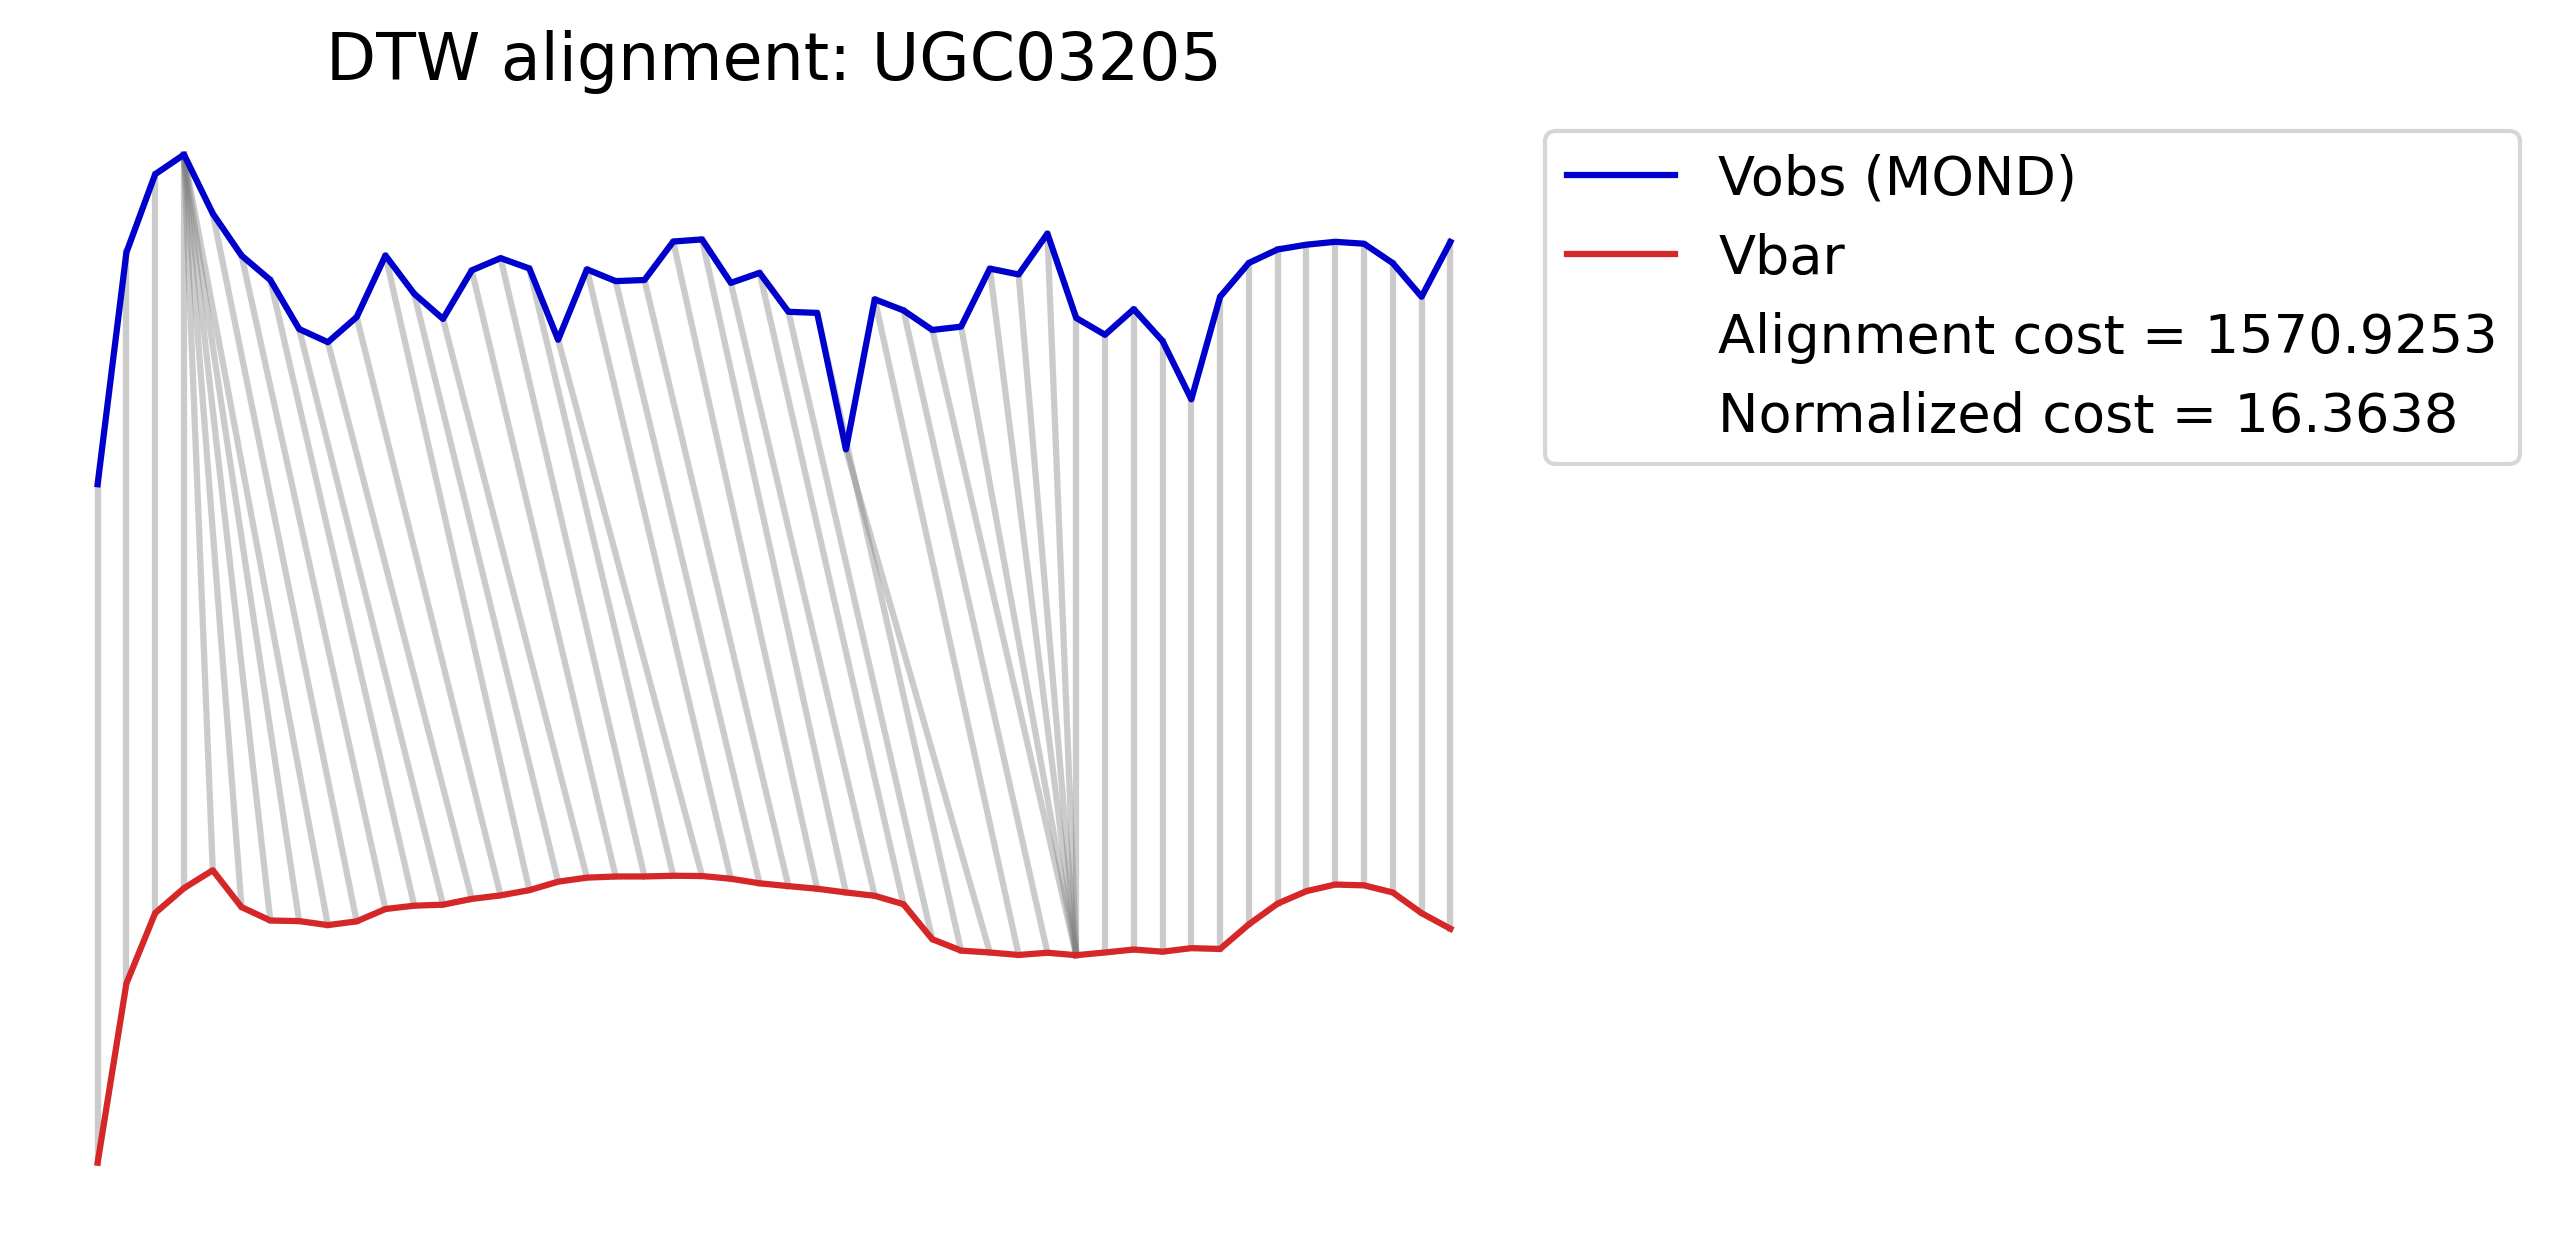 DTW alignment: UGC03205
Vobs (MOND)
Vbar
Alignment cost = 1570.9253
Normalized cost = 16.3638